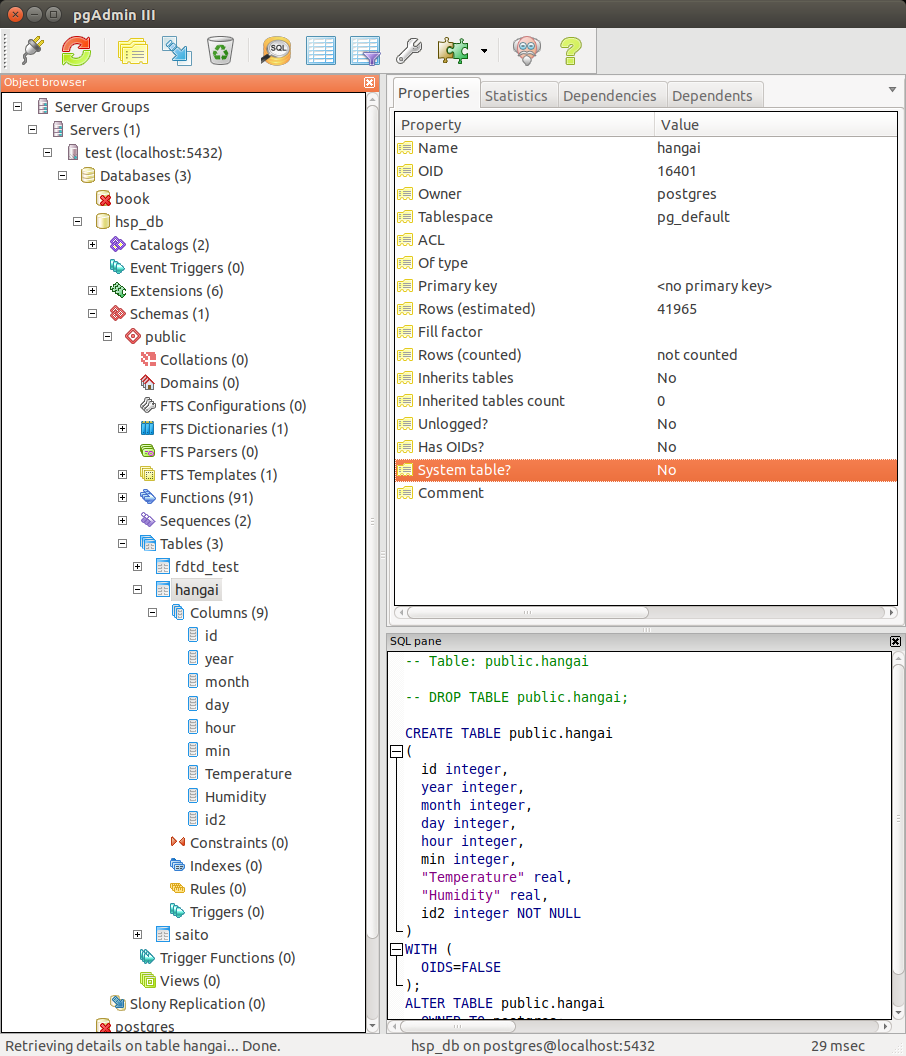 pgAdmin III
SQL
Object browser
Server Groups
Servers (1)
test (localhost:5432)
Databases (3)
book
hsp_db
Catalogs (2)
Event Triggers (0)
Extensions (6)
Schemas (1)
public
Collations (0)
Domains (0)
FTS Configurations (0)
FTS Dictionaries (1)
FTS Parsers (0)
FTS Templates (1)
Functions (91)
Sequences (2)
Tables (3)
fdtd_test
hangai
Columns (9)
id
year
month
day
hour
min
Temperature
Humidity
id2
Constraints (0)
Indexes (0)
Rules (0)
Triggers (0)
saito
Trigger Functions (0)
Views (0)
Slony Replication (0)
postgres
Properties Statistics Dependencies Dependents
Property Value
Name hangai
OID 16401
Owner postgres
Tablespace pg_default
ACL
Of type
Primary key <no primary key>
Rows (estimated) 41965
Fill factor
Rows (counted) not counted
Inherits tables No
Inherited tables count 0
Unlogged? No
Has OIDs? No
System table? No
Comment
SQL pane
-- Table: public.hangai
-- DROP TABLE public.hangai;
CREATE TABLE public.hangai
(
id integer,
year integer,
month integer,
day integer,
hour integer,
min integer,
"Temperature" real,
"Humidity" real,
id2 integer NOT NULL
)
WITH (
OIDS=FALSE
);
ALTER TABLE public.hangai
OWNER TO postgres;
Retrieving details on table hangai... Done. hsp_db on postgres@localhost:5432 29 msec